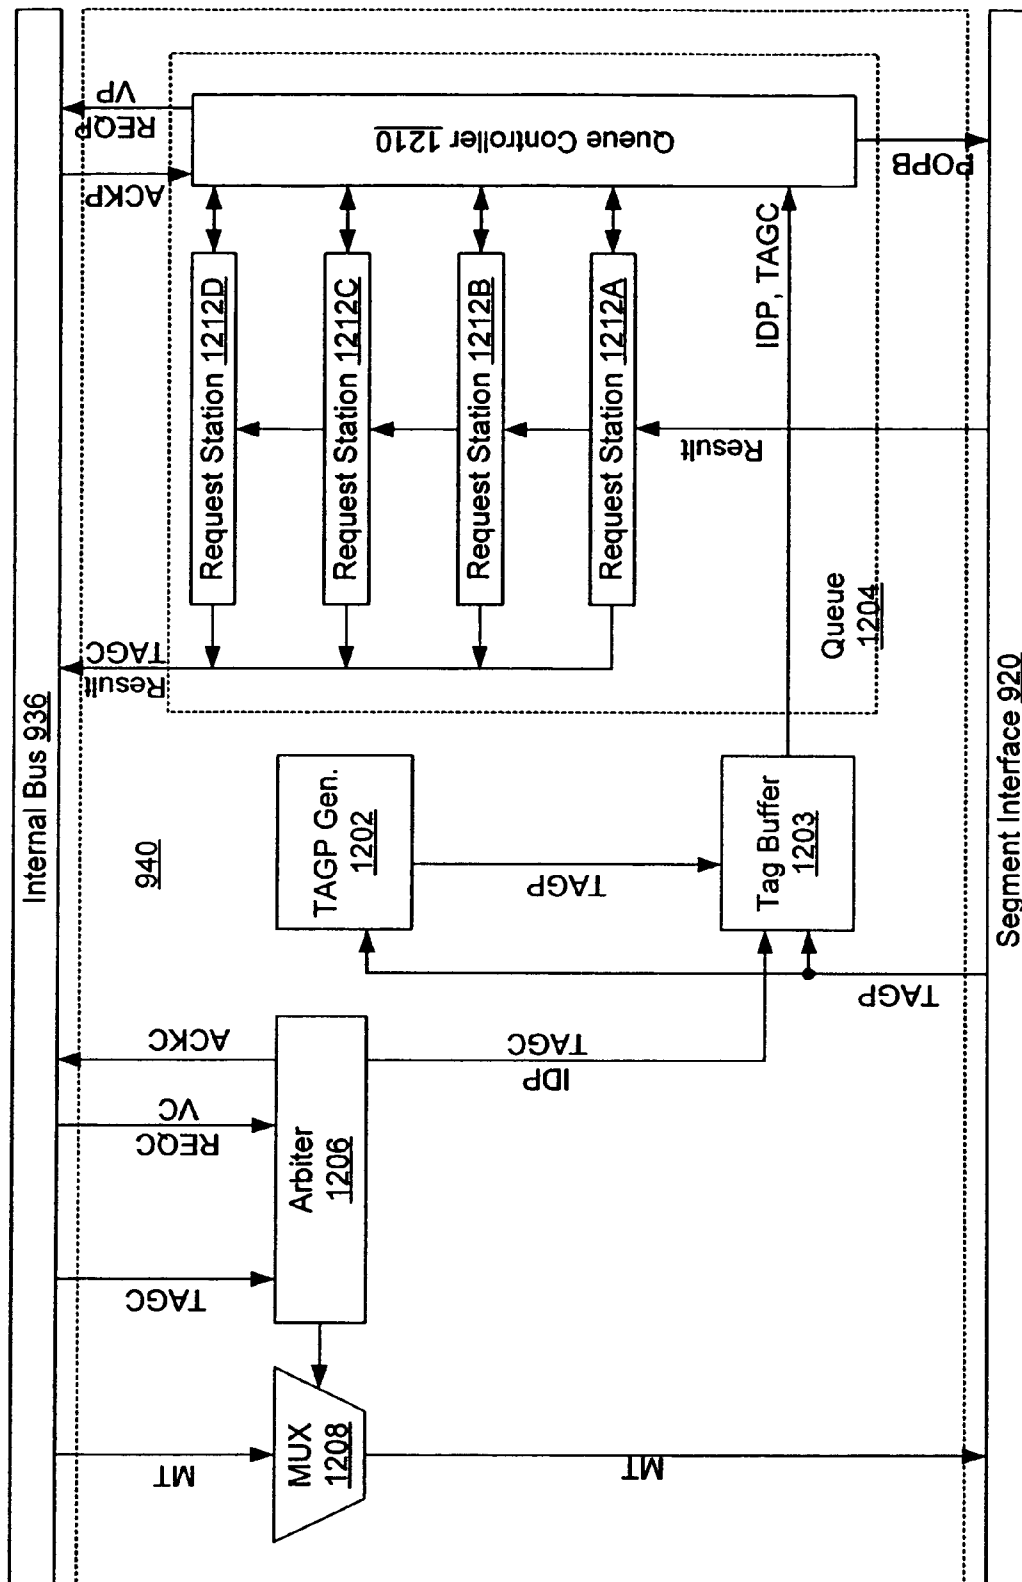 Internal Bus 936
940
MT
TAGC
REQC
VC
ACKC
Result
TAGC
ACKP
REQP
VP
MUX
1208
Arbiter
1206
TAGP Gen.
1202
Request Station 1212D
Request Station 1212C
Request Station 1212B
Request Station 1212A
Queue Controller 1210
IDP
TAGC
TAGP
Tag Buffer
1203
IDP, TAGC
Queue
1204
MT
TAGP
Result
POPB
Segment Interface 920